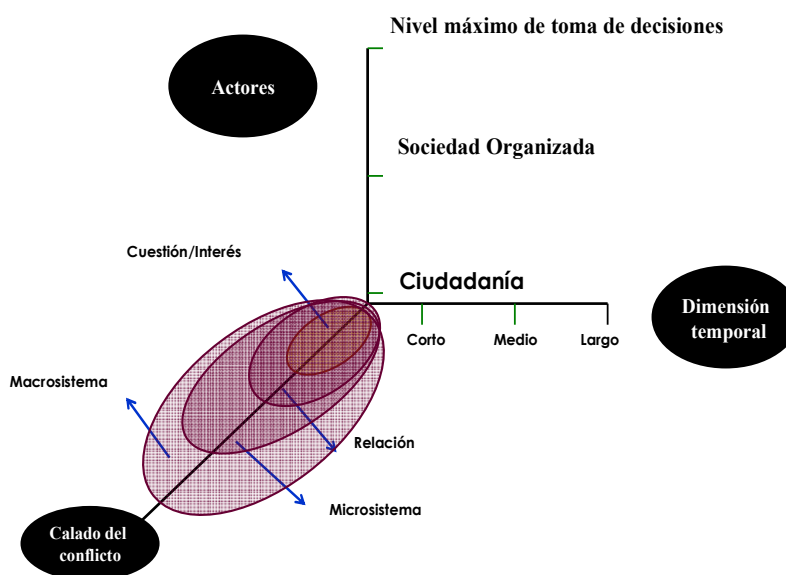 Nivel máximo de toma de decisiones
Actores
Sociedad Organizada
Cuestión/Interés
Ciudadanía
Dimensión
temporal
Corto
Medio
Largo
Macrosistema
Relación
Microsistema
Calado del
conflicto